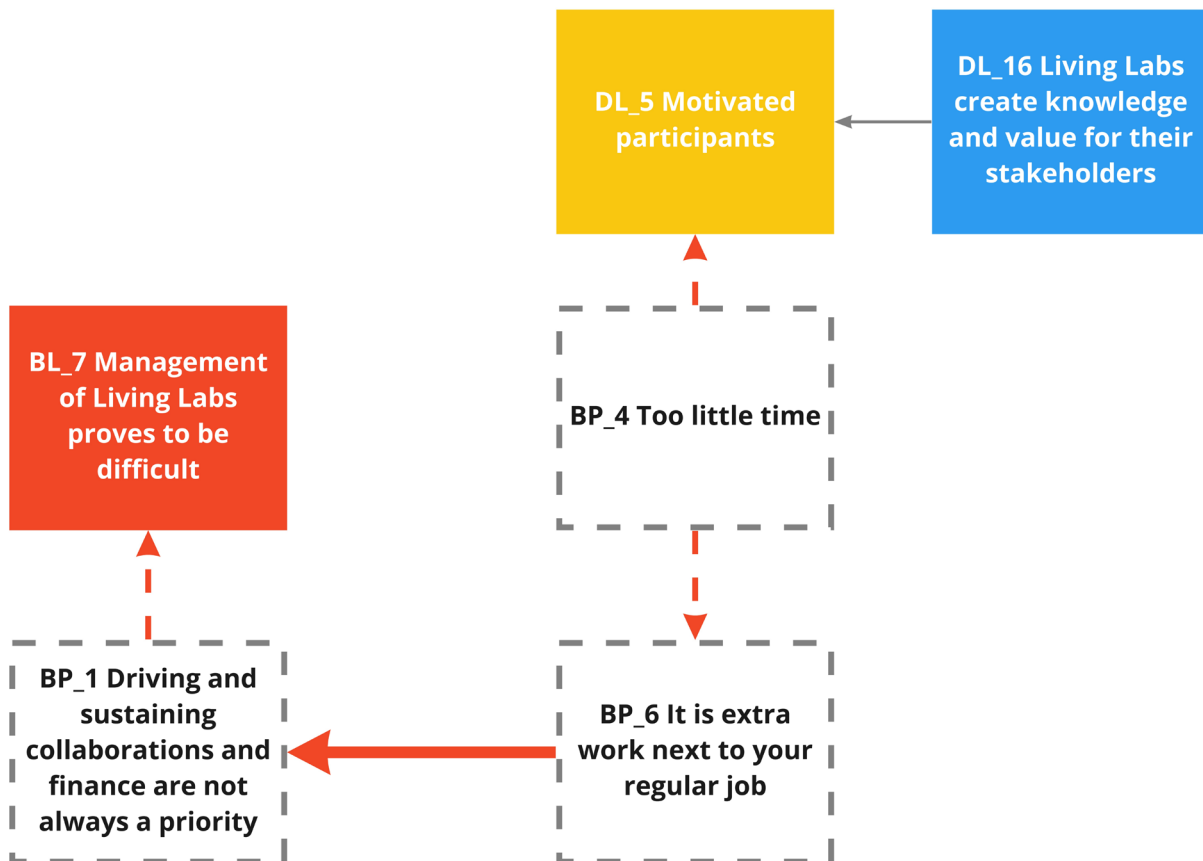 DL_5 Motivated
participants
DL_16 Living Labs
create knowledge
and value for their
stakeholders
BL_7 Management
of Living Labs
proves to be
difficult
BP_4 Too little time
BP_1 Driving and
sustaining
collaborations and
finance are not
always a priority
BP_6 It is extra
work next to your
regular job